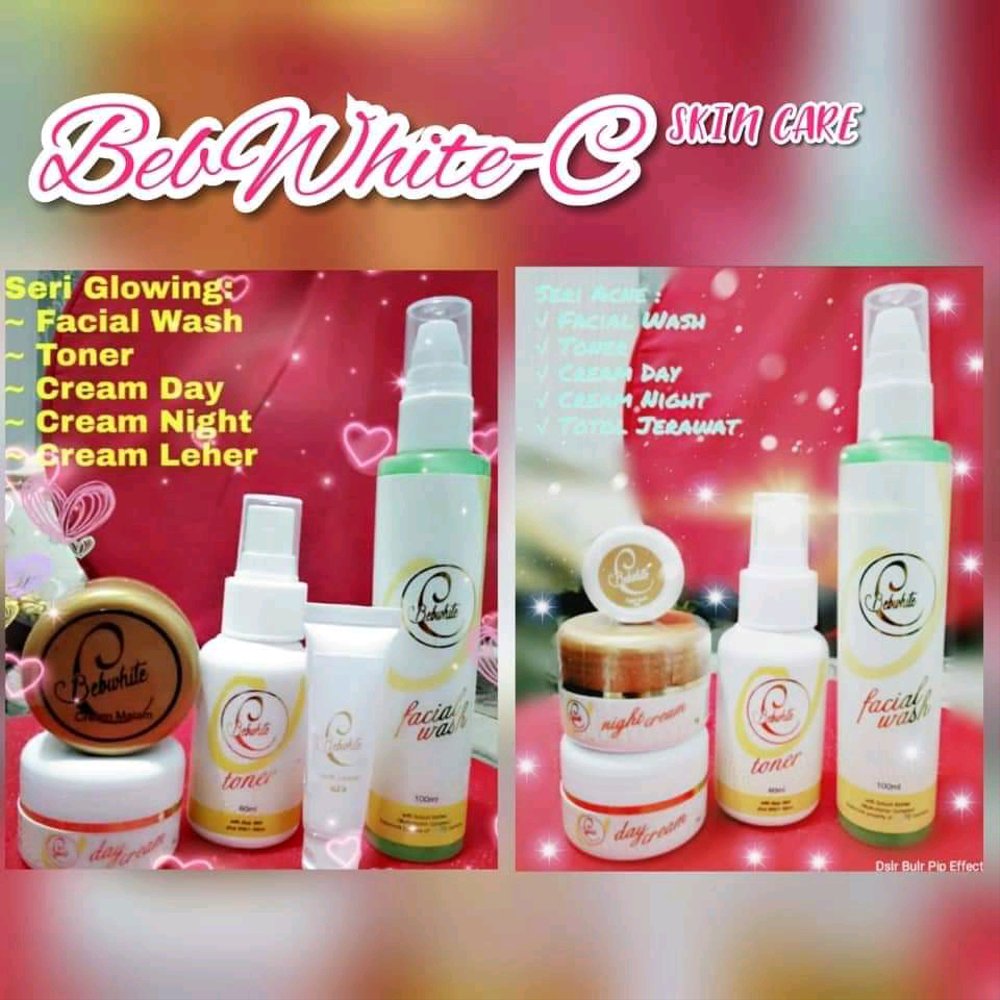 BebWhite-C
SKIN CARE
Seri Glowing:
~ Facial Wash
~ Toner
~ Cream Day
~ Cream Night
~ Cream Leher
Bebwhite
Cream Malam
day cream
Bebwhite
toner
60ml
Bebwhite
Bebwhite
facial
wash
100ml
Seri Acne :
√ Facial Wash
√ Toner
√ Cream Day
√ Cream Night
√ Totol Jerawat
Bebwhite
night cream
day cream
Bebwhite
toner
60ml
Bebwhite
facial
wash
100ml
Dslr Bulr Pip Effect